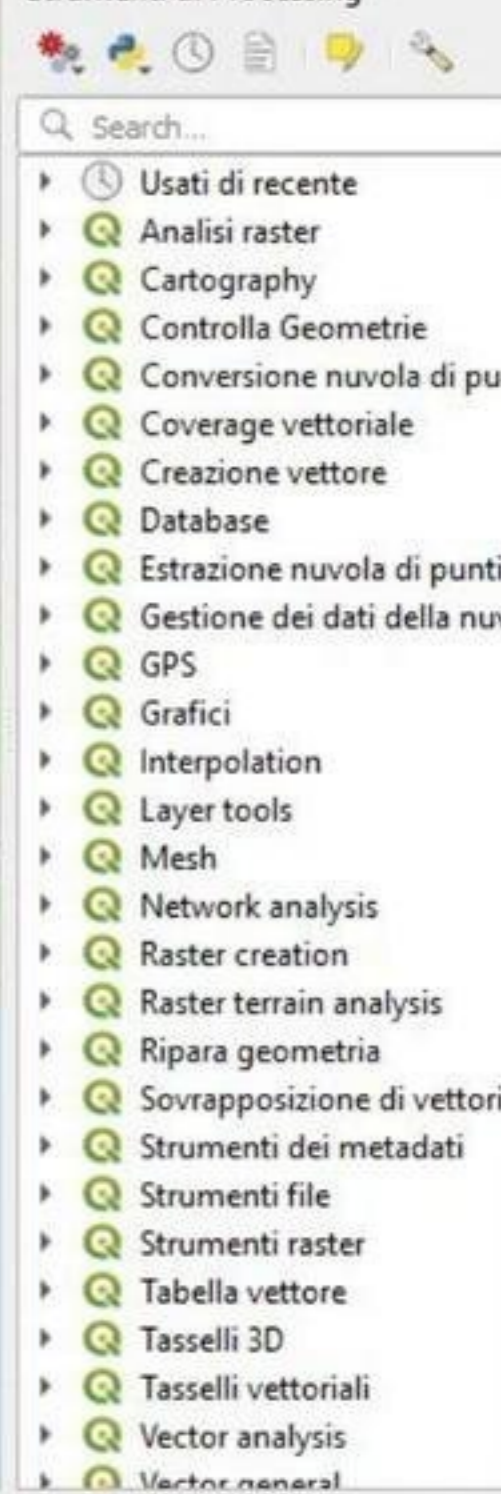 Search...
Usati di recente
Analisi raster
Cartography
Controlla Geometrie
Conversione nuvola di pu
Coverage vettoriale
Creazione vettore
Database
Estrazione nuvola di punti
Gestione dei dati della nuv
GPS
Grafici
Interpolation
Layer tools
Mesh
Network analysis
Raster creation
Raster terrain analysis
Ripara geometria
Sovrapposizione di vettori
Strumenti dei metadati
Strumenti file
Strumenti raster
Tabella vettore
Tasselli 3D
Tasselli vettoriali
Vector analysis
Vector general